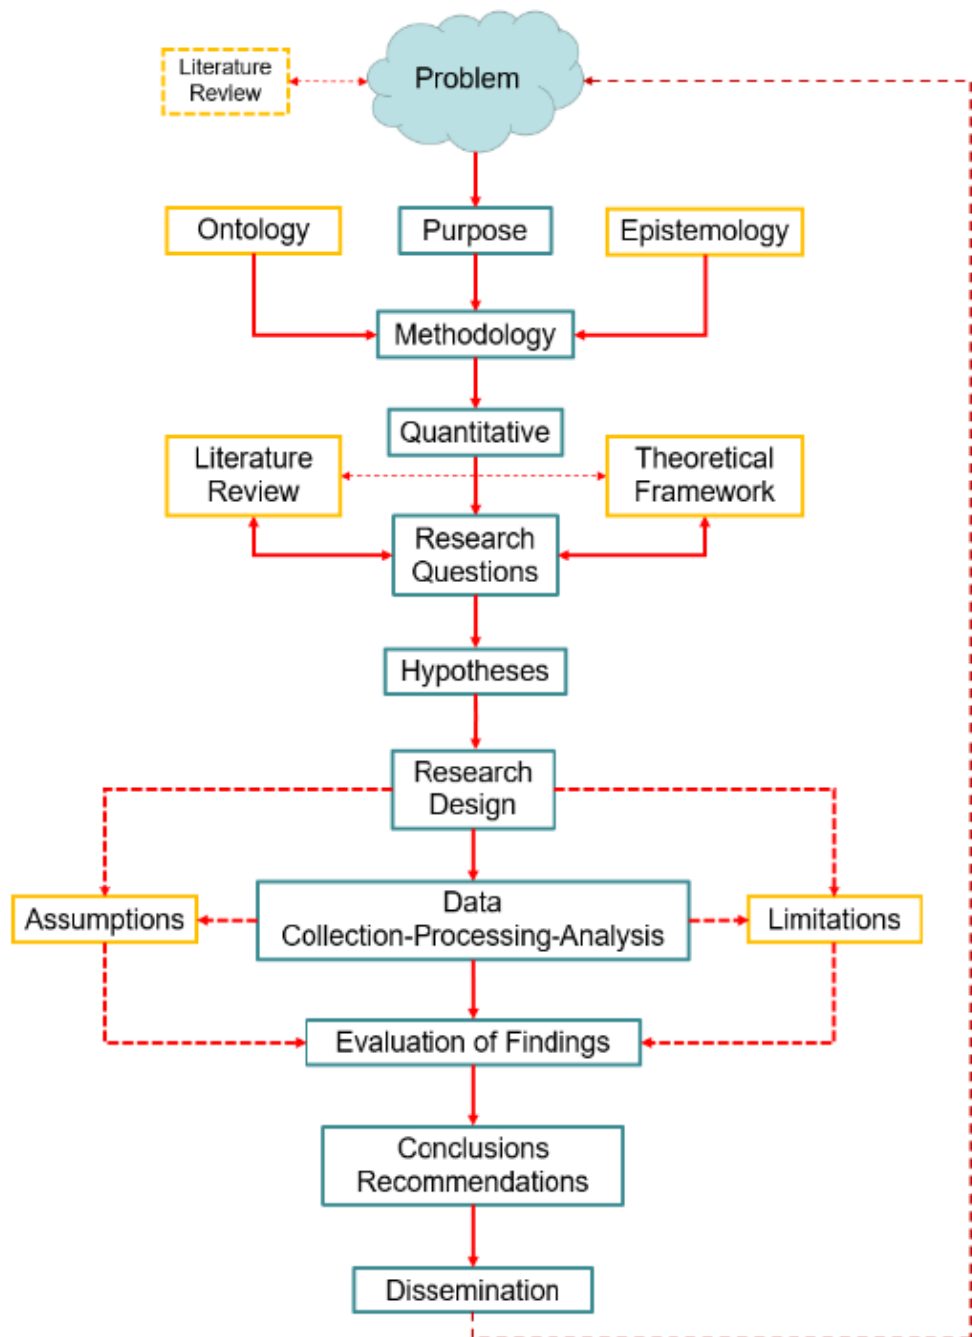 Literature
Review
Problem
Ontology
Purpose
Epistemology
Methodology
Quantitative
Literature
Review
Theoretical
Framework
Research
Questions
Hypotheses
Research
Design
Assumptions
Data
Collection-Processing-Analysis
Limitations
Evaluation of Findings
Conclusions
Recommendations
Dissemination